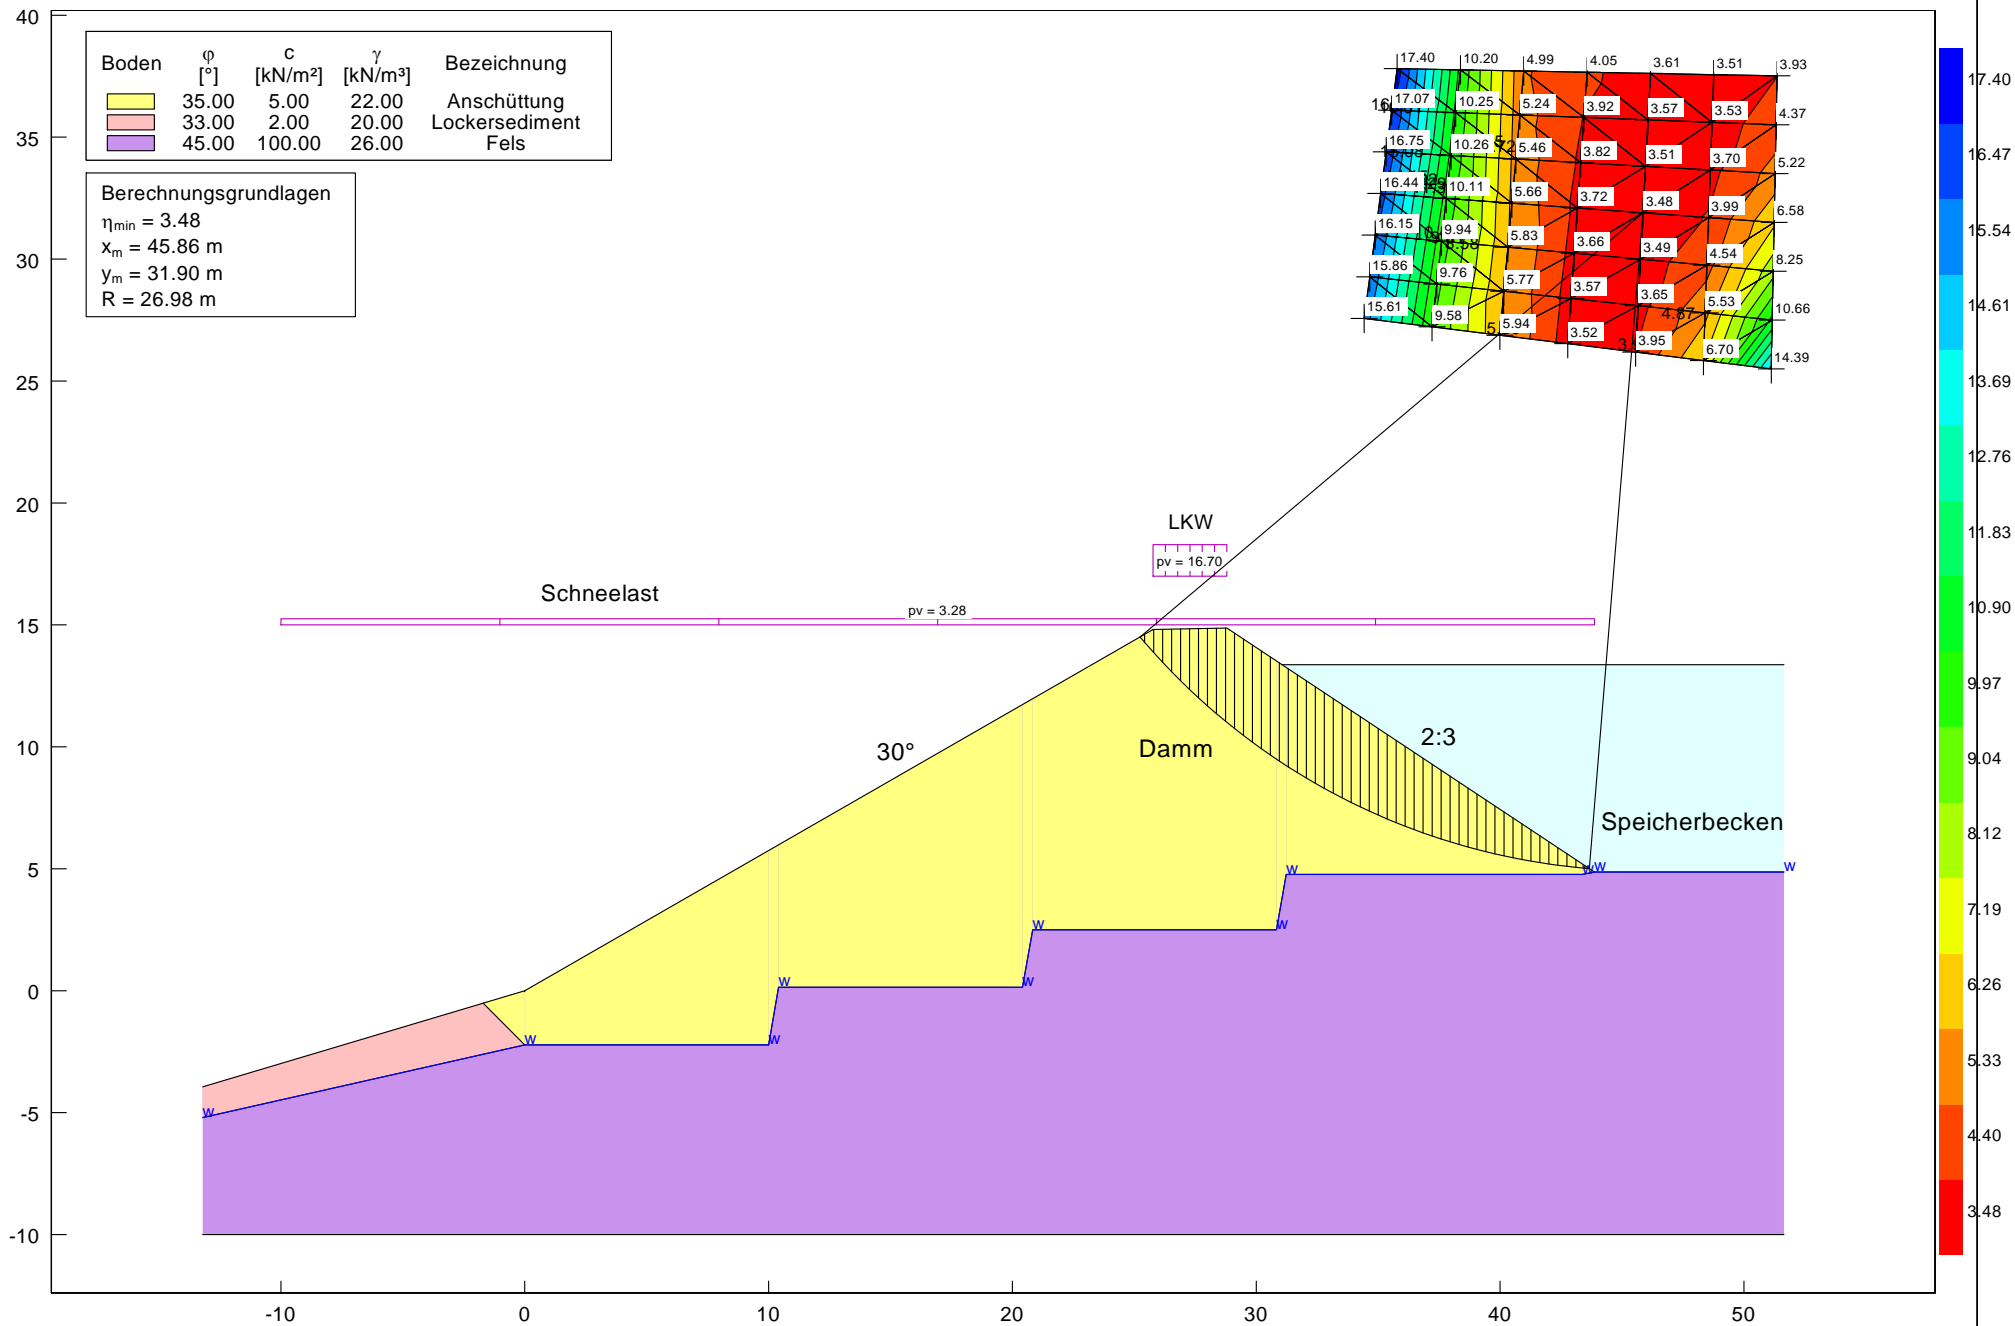 40
35
30
25
20
15
10
5
0
-5
-10
Boden φ c γ Bezeichnung
[°] [kN/m²] [kN/m³]
35.00 5.00 22.00 Anschüttung
33.00 2.00 20.00 Lockersediment
45.00 100.00 26.00 Fels
Berechnungsgrundlagen
ηmin = 3.48
xm = 45.86 m
ym = 31.90 m
R = 26.98 m
17.40 10.20 4.99 4.05 3.61 3.51 3.93
17.07 10.25 5.24 3.92 3.57 3.53 4.37
16.75 10.26 5.46 3.82 3.51 3.70 5.22
16.44 10.11 5.66 3.72 3.48 3.99 6.58
16.15 9.94 5.83 3.66 3.49 4.54 8.25
15.86 9.76 5.77 3.57 3.65 5.53 10.66
4.87
15.61 9.58 5.94 3.52 3.95 6.70 14.39
17.40
16.47
15.54
14.61
13.69
12.76
11.83
10.90
9.97
9.04
8.12
7.19
6.26
5.33
4.40
3.48
LKW
pv = 16.70
Schneelast
pv = 3.28
30°
Damm
2:3
Speicherbecken
w w w w
w w
w w
w w
w
-10 0 10 20 30 40 50